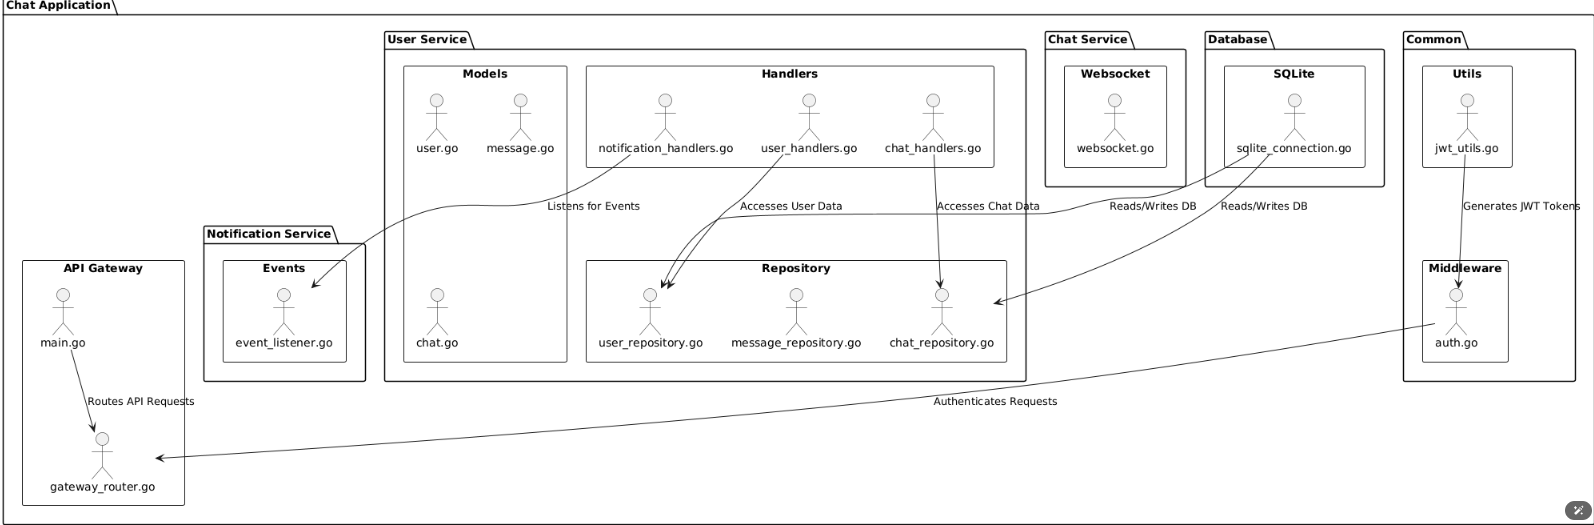 Chat Application
User Service
Chat Service
Database
Common
Models
Handlers
Websocket
SQLite
Utils
user.go
message.go
notification_handlers.go
user_handlers.go
chat_handlers.go
websocket.go
sqlite_connection.go
jwt_utils.go
Listens for Events
Accesses User Data
Accesses Chat Data
Reads/Writes DB
Reads/Writes DB
Generates JWT Tokens
Notification Service
API Gateway
Events
Repository
Middleware
main.go
event_listener.go
chat.go
user_repository.go
message_repository.go
chat_repository.go
auth.go
Routes API Requests
Authenticates Requests
gateway_router.go